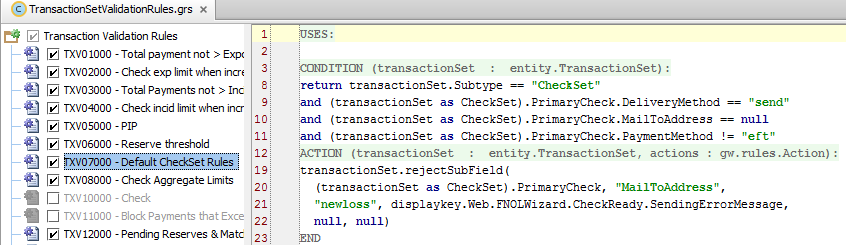 TransactionSetValidationRules.grs
Transaction Validation Rules
TXV01000 - Total payment not > Expo
TXV02000 - Check exp limit when incre
TXV03000 - Total Payments not > Inc
TXV04000 - Check incid limit when incr
TXV05000 - PIP
TXV06000 - Reserve threshold
TXV07000 - Default CheckSet Rules
TXV08000 - Check Aggregate Limits
TXV10000 - Check
TXV11000 - Block Payments that Exce
TXV12000 - Pending Reserves & Matc
1 USES:
2
3 CONDITION (transactionSet : entity.TransactionSet):
8 return transactionSet.Subtype == "CheckSet"
9 and (transactionSet as CheckSet).PrimaryCheck.DeliveryMethod == "send"
10 and (transactionSet as CheckSet).PrimaryCheck.MailToAddress == null
11 and (transactionSet as CheckSet).PrimaryCheck.PaymentMethod != "eft"
12 ACTION (transactionSet : entity.TransactionSet, actions : gw.rules.Action):
19 transactionSet.rejectSubField(
20 (transactionSet as CheckSet).PrimaryCheck, "MailToAddress",
21 "newloss", displaykey.Web.FNOLWizard.CheckReady.SendingErrorMessage,
22 null, null)
23 END